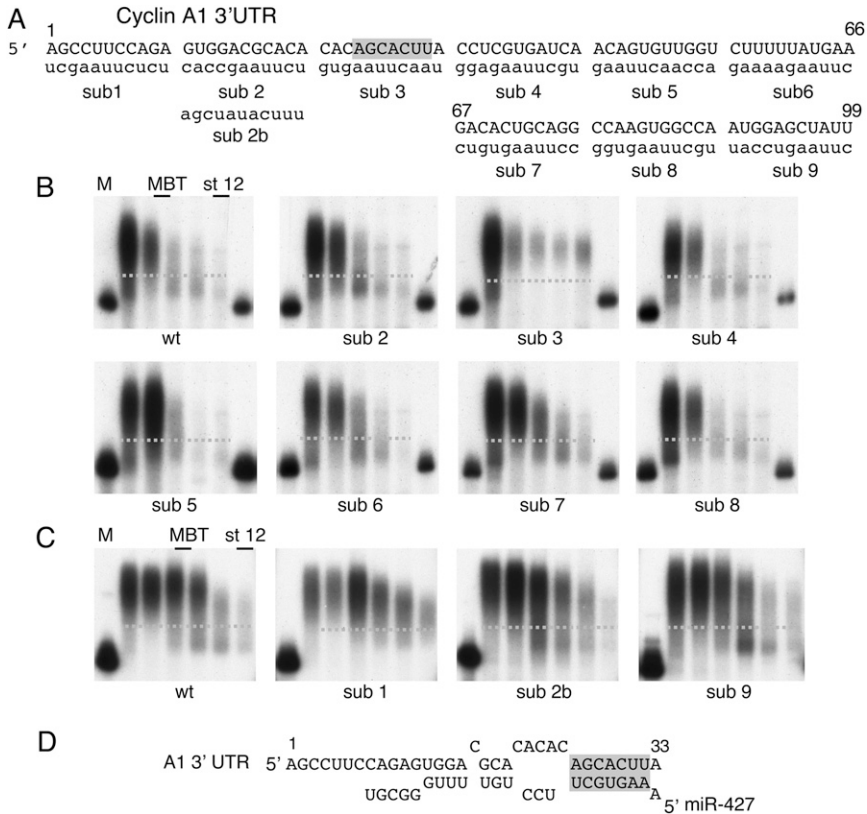 A
Cyclin A1 3'UTR
1 66
5' AGCCUUCCAGA GUGGACGCACA CACAGCACUUA CCUCGUGAUCA ACAGUGUUGGU CUUUUUAUGAA
ucgaauucucu caccgaauucu gugaauucaau ggagaauucgu gaauucaacca gaaaagaauuc
sub1 sub 2 sub 3 sub 4 sub 5 sub6
agcuauacuuu
sub 2b
67 99
GACACUGCAGG CCAAGUGGCCA AUGGAGCUAUU
cugugaauucc ggugaauucgu uaccugaauuc
sub 7 sub 8 sub 9
B
M MBT st 12
wt sub 2 sub 3 sub 4
sub 5 sub 6 sub 7 sub 8
C
M MBT st 12
wt sub 1 sub 2b sub 9
D
1 C CACAC 33
A1 3' UTR 5' AGCCUUCCAGAGUGGA GCA AGCACUUA
GUUU UGU UCGUGAA
UGCGG CCU A
5' miR-427